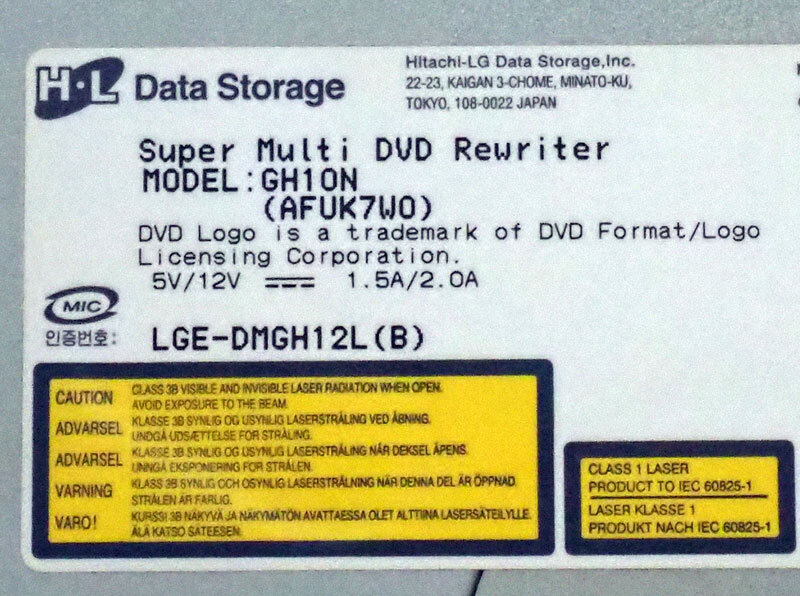 H·L Data Storage
Hitachi-LG Data Storage,Inc.
22-23, KAIGAN 3-CHOME, MINATO-KU,
TOKYO, 108-0022 JAPAN
Super Multi DVD Rewriter
MODEL:GH10N
(AFUK7W0)
DVD Logo is a trademark of DVD Format/Logo
Licensing Corporation.
5V/12V ⎓ 1.5A/2.0A
MIC
인증번호: LGE-DMGH12L(B)
CAUTION CLASS 3B VISIBLE AND INVISIBLE LASER RADIATION WHEN OPEN.
AVOID EXPOSURE TO THE BEAM.
ADVARSEL KLASSE 3B SYNLIG OG USYNLIG LASERSTRÅLING VED ÅBNING.
UNDGÅ UDSÆTTELSE FOR STRÅLING.
ADVARSEL KLASSE 3B SYNLIG OG USYNLIG LASERSTRÅLING NÅR DEKSEL ÅPENS.
UNNGÅ EKSPONERING FOR STRÅLEN.
VARNING KLASS 3B SYNLIG OCH OSYNLIG LASERSTRÅLNING NÄR DENNA DEL ÄR ÖPPNAD.
STRÅLEN ÄR FARLIG.
VARO! KURSSI 3B NÄKYVÄ JA NÄKYMÄTÖN AVATTAESSA OLET ALTTIINA LASERSÄTEILYLLE.
ÄLÄ KATSO SÄTEESEEN.
CLASS 1 LASER
PRODUCT TO IEC 60825-1
LASER KLASSE 1
PRODUKT NACH IEC 60825-1